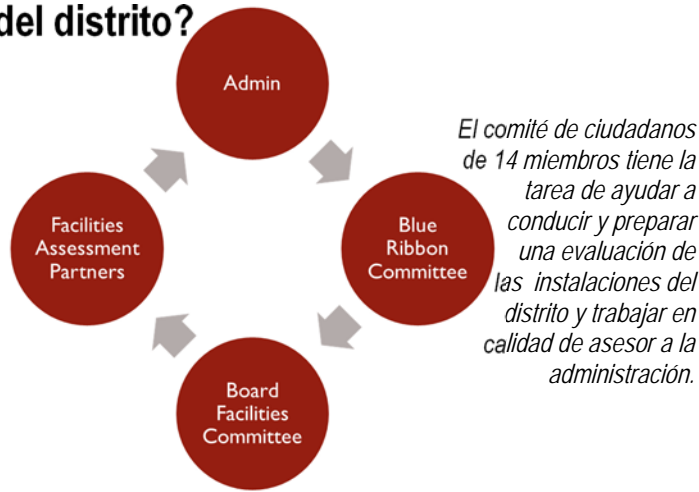 del distrito?
Admin
El comité de ciudadanos
de 14 miembros tiene la
tarea de ayudar a
conducir y preparar
una evaluación de
las instalaciones del
distrito y trabajar en
calidad de asesor a la
administración.
Blue
Ribbon
Committee
Board
Facilities
Committee
Facilities
Assessment
Partners